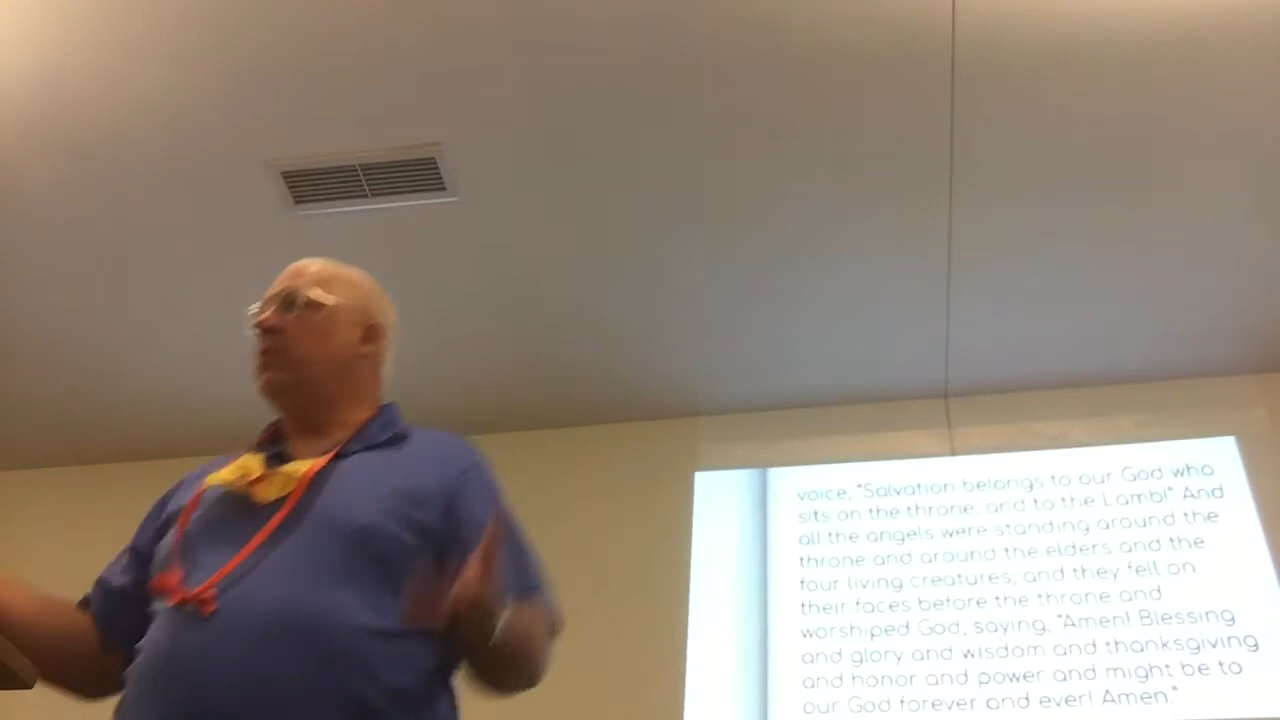 voice, "Salvation belongs to our God who
sits on the throne, and to the Lamb!" And
all the angels were standing around the
throne and around the elders and the
four living creatures, and they fell on
their faces before the throne and
worshiped God, saying, "Amen! Blessing
and glory and wisdom and thanksgiving
and honor and power and might be to
our God forever and ever! Amen."